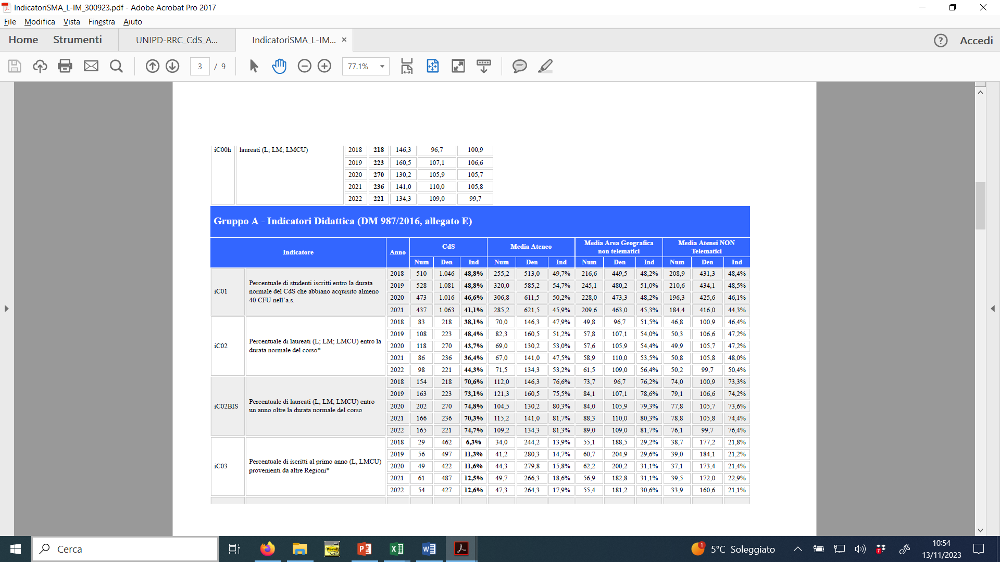 IndicatoriSMA_L-IM_300923.pdf - Adobe Acrobat Pro 2017
File Modifica Vista Finestra Aiuto
Home Strumenti UNIPD-RRC_CdS_A... IndicatoriSMA_L-IM... × ? Accedi
3 / 9 77.1%
iC00h laureati (L; LM; LMCU) 2018 218 146,3 96,7 100,9
2019 223 160,5 107,1 106,6
2020 270 130,2 105,9 105,7
2021 236 141,0 110,0 105,8
2022 221 134,3 109,0 99,7
Gruppo A - Indicatori Didattica (DM 987/2016, allegato E)
Indicatore Anno CdS Media Ateneo Media Area Geografica non telematici Media Atenei NON Telematici
Num Den Ind Num Den Ind Num Den Ind Num Den Ind
iC01
Percentuale di studenti iscritti entro la durata
normale del CdS che abbiano acquisito almeno
40 CFU nell'a.s.
2018 510 1.046 48,8% 255,2 513,0 49,7% 216,6 449,5 48,2% 208,9 431,3 48,4%
2019 528 1.081 48,8% 320,0 585,2 54,7% 245,1 480,2 51,0% 210,6 434,1 48,5%
2020 473 1.016 46,6% 306,8 611,5 50,2% 228,0 473,3 48,2% 196,3 425,6 46,1%
2021 437 1.063 41,1% 285,2 621,5 45,9% 209,6 463,0 45,3% 184,4 416,0 44,3%
iC02
Percentuale di laureati (L; LM; LMCU) entro la
durata normale del corso*
2018 83 218 38,1% 70,0 146,3 47,9% 49,8 96,7 51,5% 46,8 100,9 46,4%
2019 108 223 48,4% 82,3 160,5 51,2% 57,8 107,1 54,0% 50,3 106,6 47,2%
2020 118 270 43,7% 69,0 130,2 53,0% 57,6 105,9 54,4% 49,9 105,7 47,2%
2021 86 236 36,4% 67,0 141,0 47,5% 58,9 110,0 53,5% 50,8 105,8 48,0%
2022 98 221 44,3% 71,5 134,3 53,2% 61,5 109,0 56,4% 50,2 99,7 50,4%
iC02BIS
Percentuale di laureati (L; LM; LMCU) entro
un anno oltre la durata normale del corso
2018 154 218 70,6% 112,0 146,3 76,6% 73,7 96,7 76,2% 74,0 100,9 73,3%
2019 163 223 73,1% 121,3 160,5 75,5% 84,1 107,1 78,6% 79,1 106,6 74,2%
2020 202 270 74,8% 104,5 130,2 80,3% 84,0 105,9 79,3% 77,8 105,7 73,6%
2021 166 236 70,3% 115,2 141,0 81,7% 88,3 110,0 80,3% 78,8 105,8 74,4%
2022 165 221 74,7% 109,2 134,3 81,3% 89,0 109,0 81,7% 76,1 99,7 76,4%
iC03
Percentuale di iscritti al primo anno (L, LMCU)
provenienti da altre Regioni*
2018 29 462 6,3% 34,0 244,2 13,9% 55,1 188,5 29,2% 38,7 177,2 21,8%
2019 56 497 11,3% 41,2 280,3 14,7% 60,7 204,9 29,6% 39,0 184,1 21,2%
2020 49 422 11,6% 44,3 279,8 15,8% 62,2 200,2 31,1% 37,1 173,4 21,4%
2021 61 487 12,5% 49,7 266,3 18,6% 56,9 182,8 31,1% 39,5 172,0 22,9%
2022 54 427 12,6% 47,3 264,3 17,9% 55,4 181,2 30,6% 33,9 160,6 21,1%
Cerca 1 5°C Soleggiato 7 10:54
13/11/2023